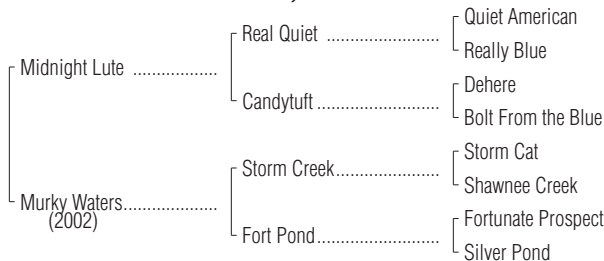 Quiet American
Real Quiet ....................
Really Blue
Midnight Lute ...............
Dehere
Candytuft .....................
Bolt From the Blue
Storm Cat
Storm Creek..................
Shawnee Creek
Murky Waters.................
(2002)
Fortunate Prospect
Fort Pond.....................
Silver Pond